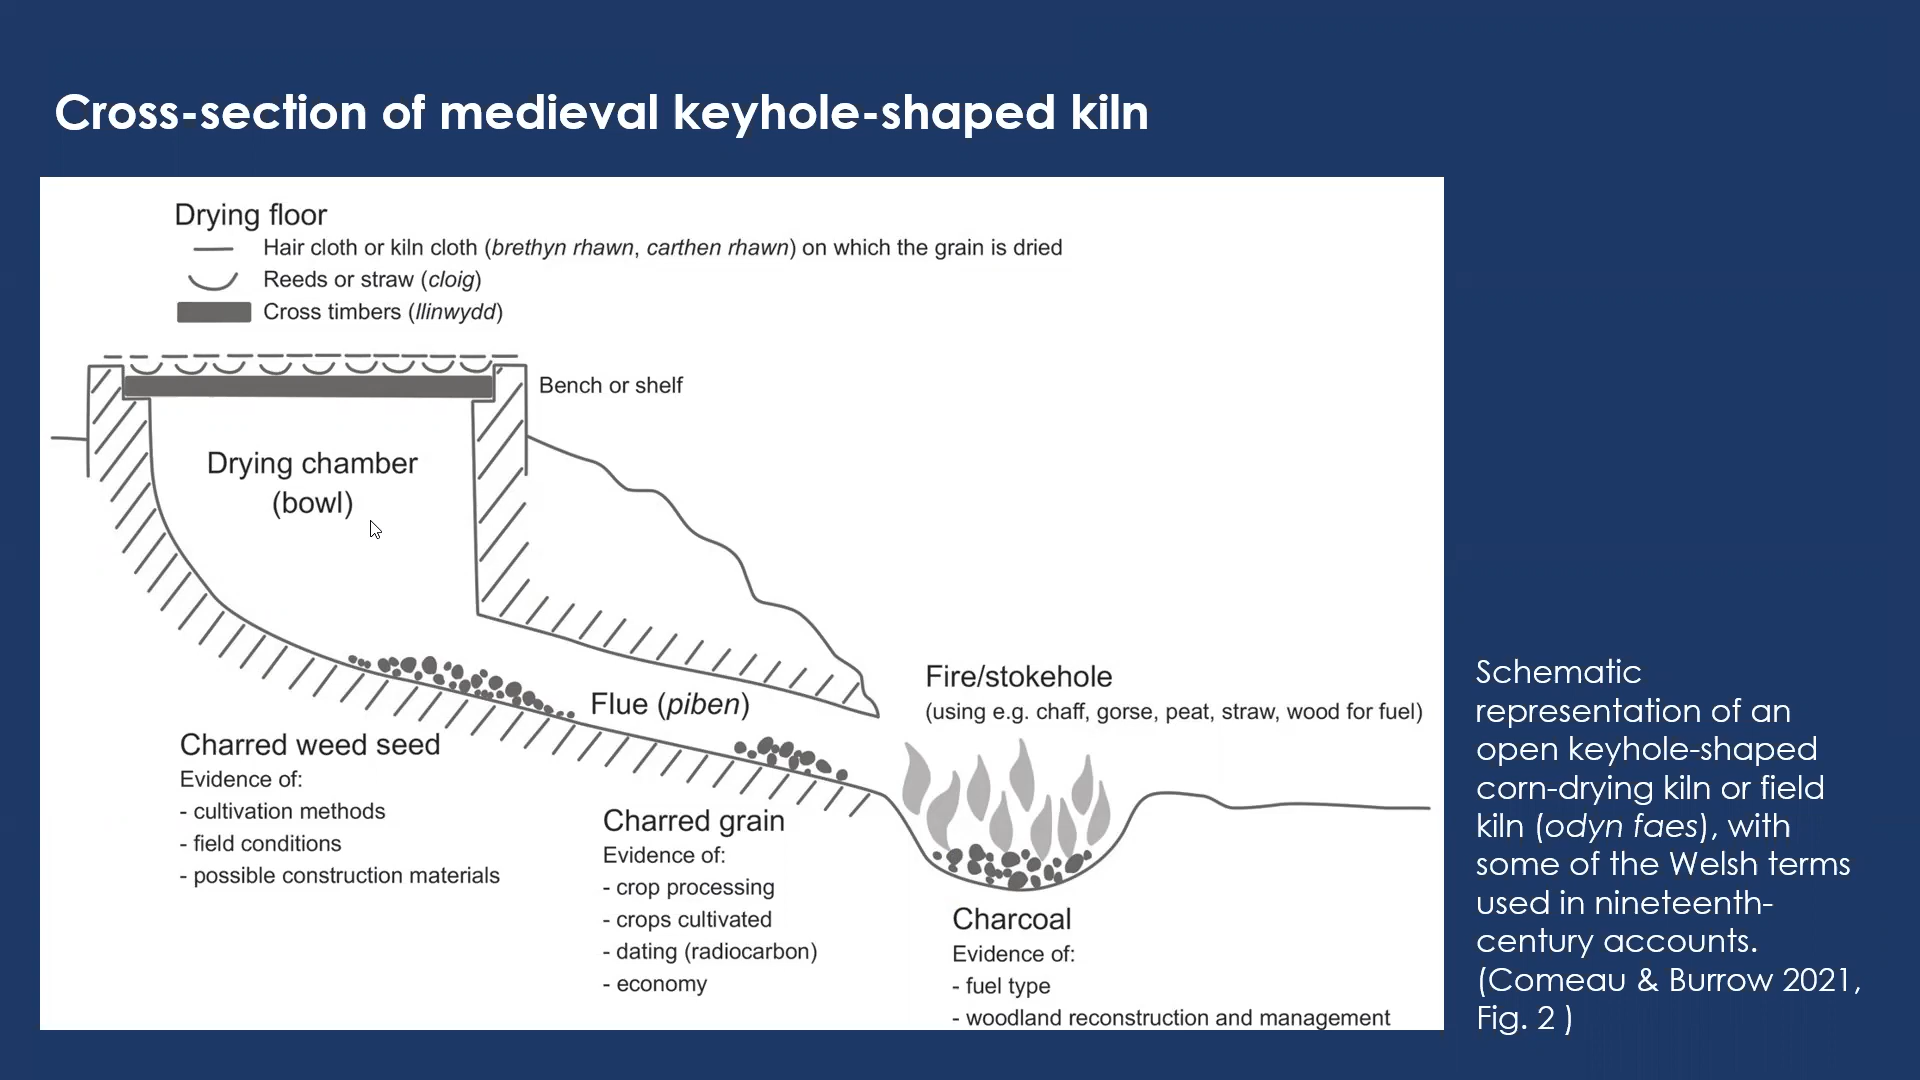 Cross-section of medieval keyhole-shaped kiln
Drying floor
Hair cloth or kiln cloth (brethyn rhawn, carthen rhawn) on which the grain is dried
Reeds or straw (cloig)
Cross timbers (llinwydd)
Bench or shelf
Drying chamber
(bowl)
Flue (piben)
Fire/stokehole
(using e.g. chaff, gorse, peat, straw, wood for fuel)
Charred weed seed
Evidence of:
- cultivation methods
- field conditions
- possible construction materials
Charred grain
Evidence of:
- crop processing
- crops cultivated
- dating (radiocarbon)
- economy
Charcoal
Evidence of:
- fuel type
- woodland reconstruction and management
Schematic
representation of an
open keyhole-shaped
corn-drying kiln or field
kiln (odyn faes), with
some of the Welsh terms
used in nineteenth-
century accounts.
(Comeau & Burrow 2021,
Fig. 2 )